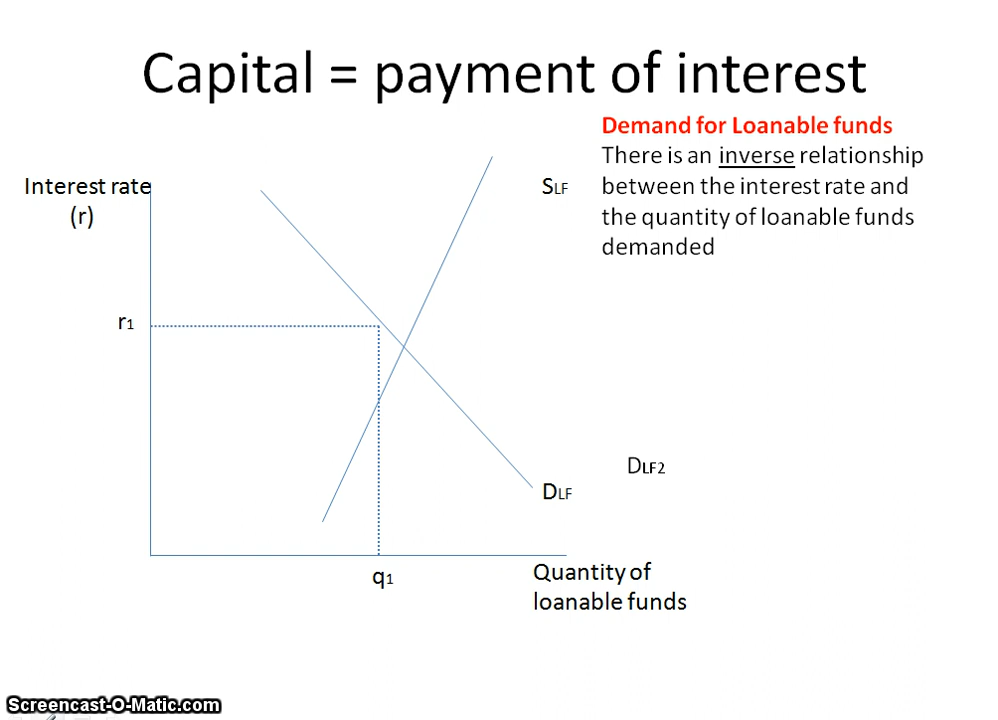 Capital = payment of interest
Demand for Loanable funds
There is an inverse relationship
between the interest rate and
the quantity of loanable funds
demanded
Interest rate
(r)
SLF
r1
DLF2
DLF
q1
Quantity of
loanable funds
Screencast-O-Matic.com